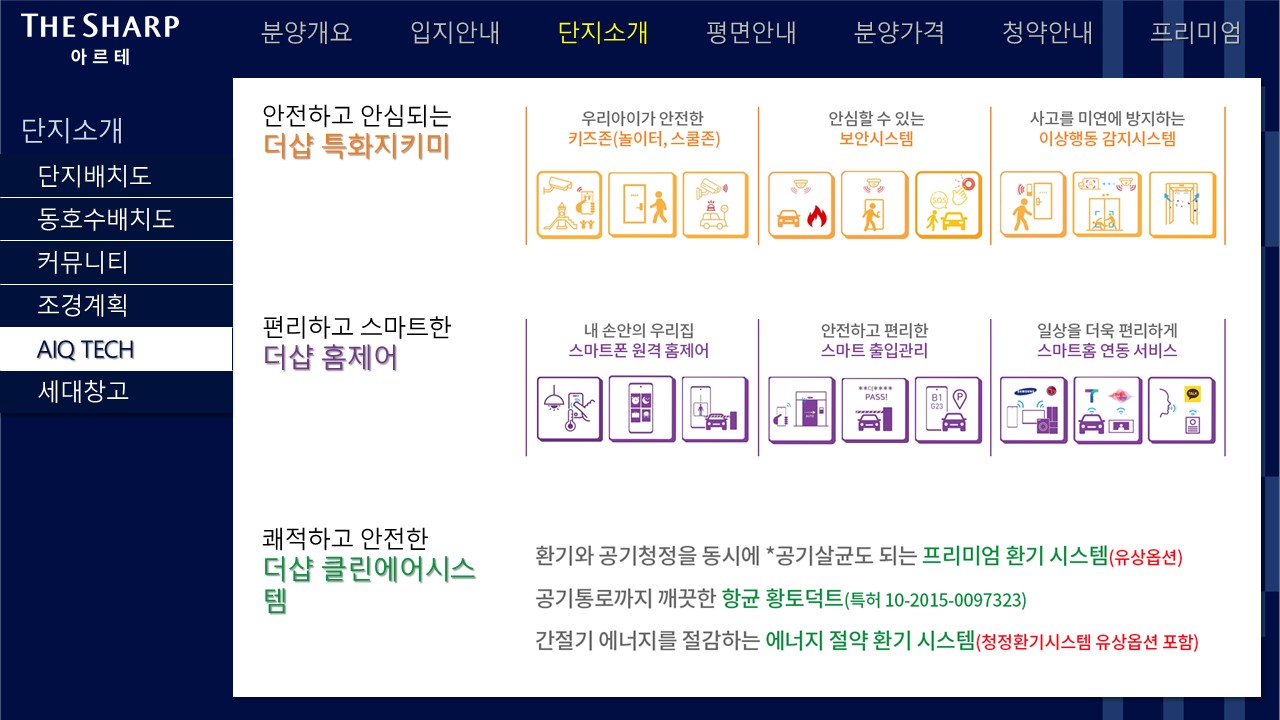 THE SHARP
아르테
분양개요 입지안내 단지소개 평면안내 분양가격 청약안내 프리미엄
단지소개
단지배치도
동호수배치도
커뮤니티
조경계획
AIQ TECH
세대창고
안전하고 안심되는
더샵 특화지키미
우리아이가 안전한
키즈존(놀이터, 스쿨존)
안심할 수 있는
보안시스템
사고를 미연에 방지하는
이상행동 감지시스템
SOS
편리하고 스마트한
더샵 홈제어
내 손안의 우리집
스마트폰 원격 홈제어
안전하고 편리한
스마트 출입관리
일상을 더욱 편리하게
스마트홈 연동 서비스
**더****
PASS!
B1
G23
P
SAMSUNG
LG
T
TALK
쾌적하고 안전한
더샵 클린에어시스
템
환기와 공기청정을 동시에 *공기살균도 되는 프리미엄 환기 시스템(유상옵션)
공기통로까지 깨끗한 항균 황토덕트(특허 10-2015-0097323)
간절기 에너지를 절감하는 에너지 절약 환기 시스템(청정환기시스템 유상옵션 포함)